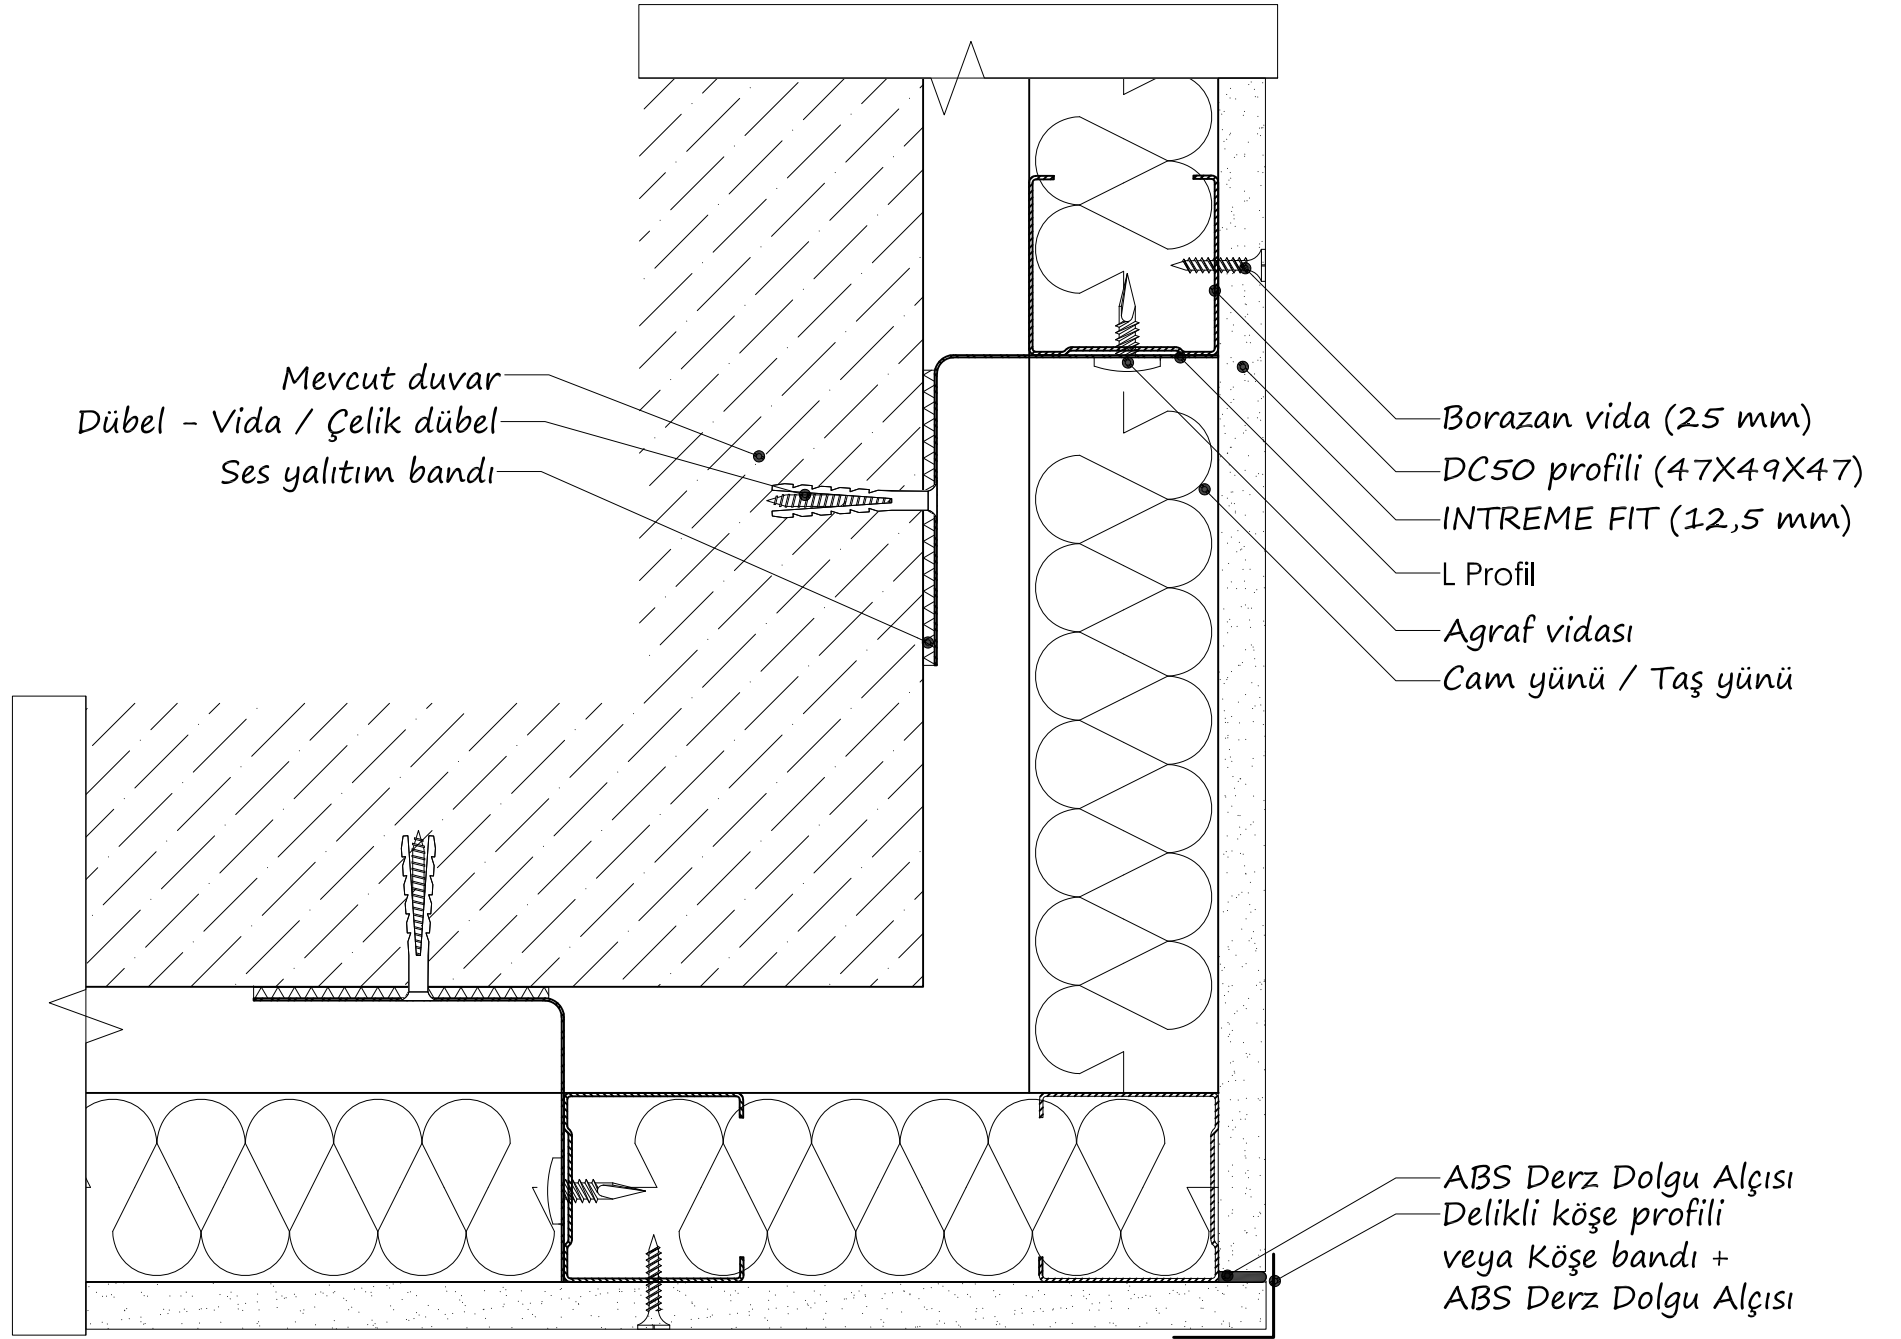 Mevcut duvar
Dübel - Vida / Çelik dübel
Ses yalıtım bandı
Borazan vida (25 mm)
DC50 profili (47X49X47)
INTREME FIT (12,5 mm)
L Profil
Agraf vidası
Cam yünü / Taş yünü
ABS Derz Dolgu Alçısı
Delikli köşe profili
veya Köşe bandı +
ABS Derz Dolgu Alçısı